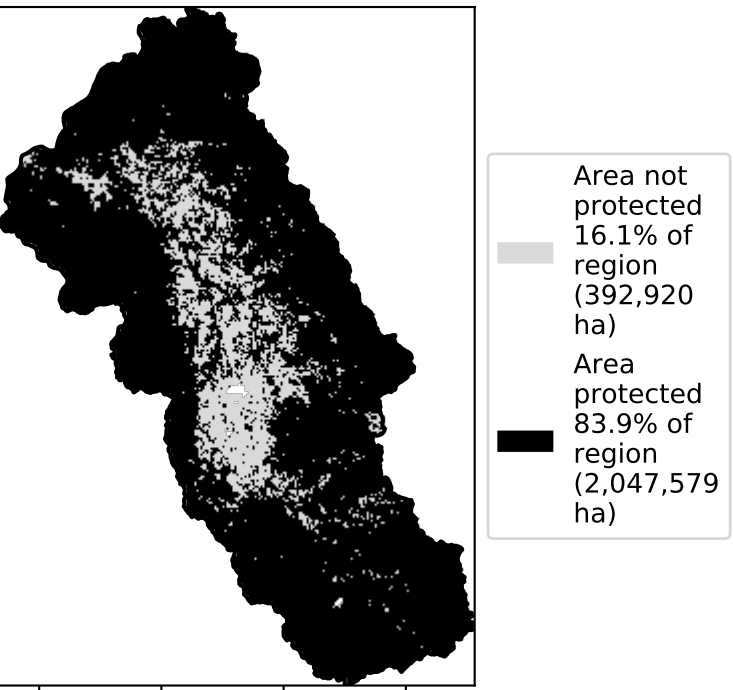 Area not
protected
16.1% of
region
(392,920
ha)
Area
protected
83.9% of
region
(2,047,579
ha)